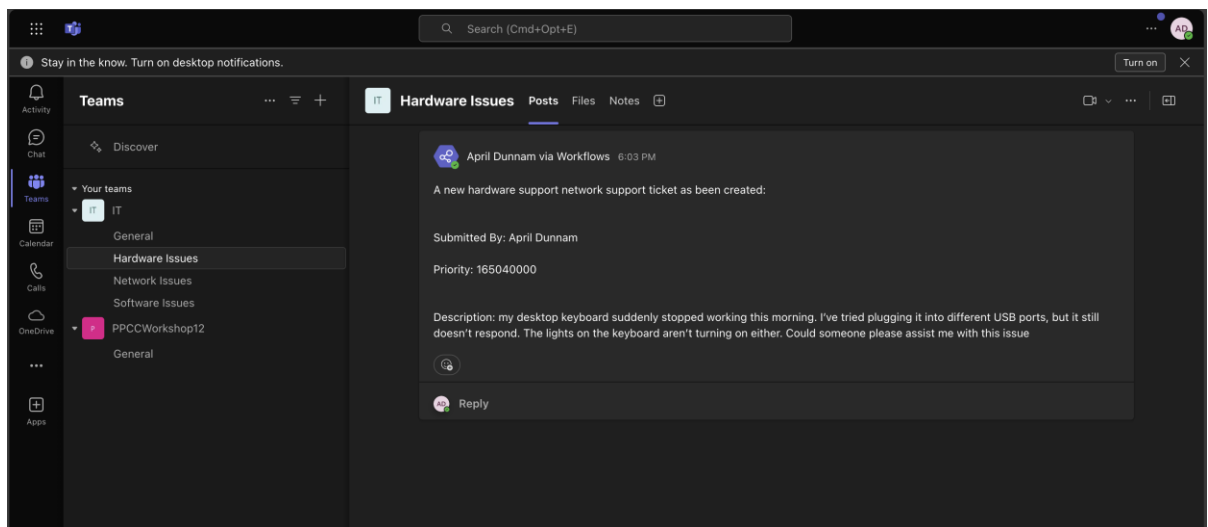 Search (Cmd+Opt+E)
AD
Stay in the know. Turn on desktop notifications.
Turn on
Activity
Chat
Teams
Calendar
Calls
OneDrive
Apps
Teams
Discover
Your teams
IT IT
General
Hardware Issues
Network Issues
Software Issues
P PPCCWorkshop12
General
IT Hardware Issues Posts Files Notes
April Dunnam via Workflows 6:03 PM
A new hardware support network support ticket as been created:
Submitted By: April Dunnam
Priority: 165040000
Description: my desktop keyboard suddenly stopped working this morning. I've tried plugging it into different USB ports, but it still
doesn't respond. The lights on the keyboard aren't turning on either. Could someone please assist me with this issue
AD Reply